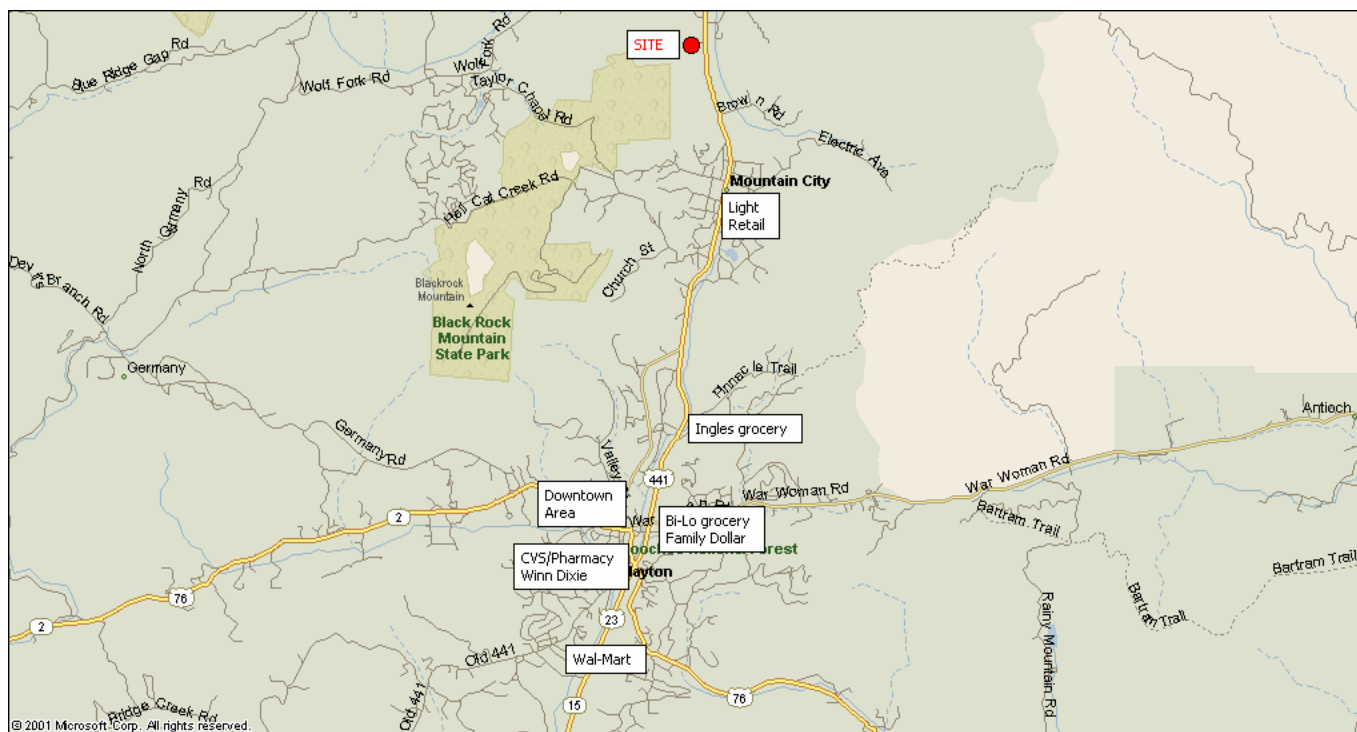 Blue Ridge Gap Rd
Wolf Fork Rd
Wolf Fork Rd
Taylor Chapel Rd
SITE
Brown Rd
Electric Ave
Mountain City
Light
Retail
Hell Cat Creek Rd
North Germany Rd
Church St
Blackrock
Mountain
Black Rock
Mountain
State Park
Germany
Pinnacle Trail
Antioch
Ingles grocery
Germany Rd
441
War Woman Rd
War Woman Rd
Downtown
Area
2
Bi-Lo grocery
Family Dollar
Bartram Trail
CVS/Pharmacy
Winn Dixie
layton
Bartram Trail
76
Bartram Trail
2
23
Rainy Mountain Rd
Old 441
Wal-Mart
76
Old 441
15
Bridge Creek Rd
© 2001 Microsoft Corp. All rights reserved.